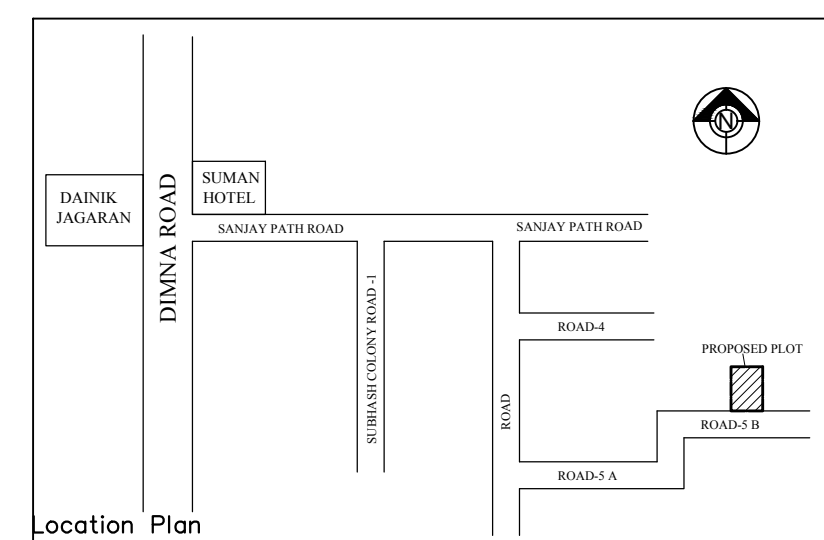 N
DAINIK
JAGARAN
DIMNA ROAD
SUMAN
HOTEL
SANJAY PATH ROAD
SANJAY PATH ROAD
SUBHASH COLONY ROAD -1
ROAD
ROAD-4
PROPOSED PLOT
ROAD-5 B
ROAD-5 A
Location Plan